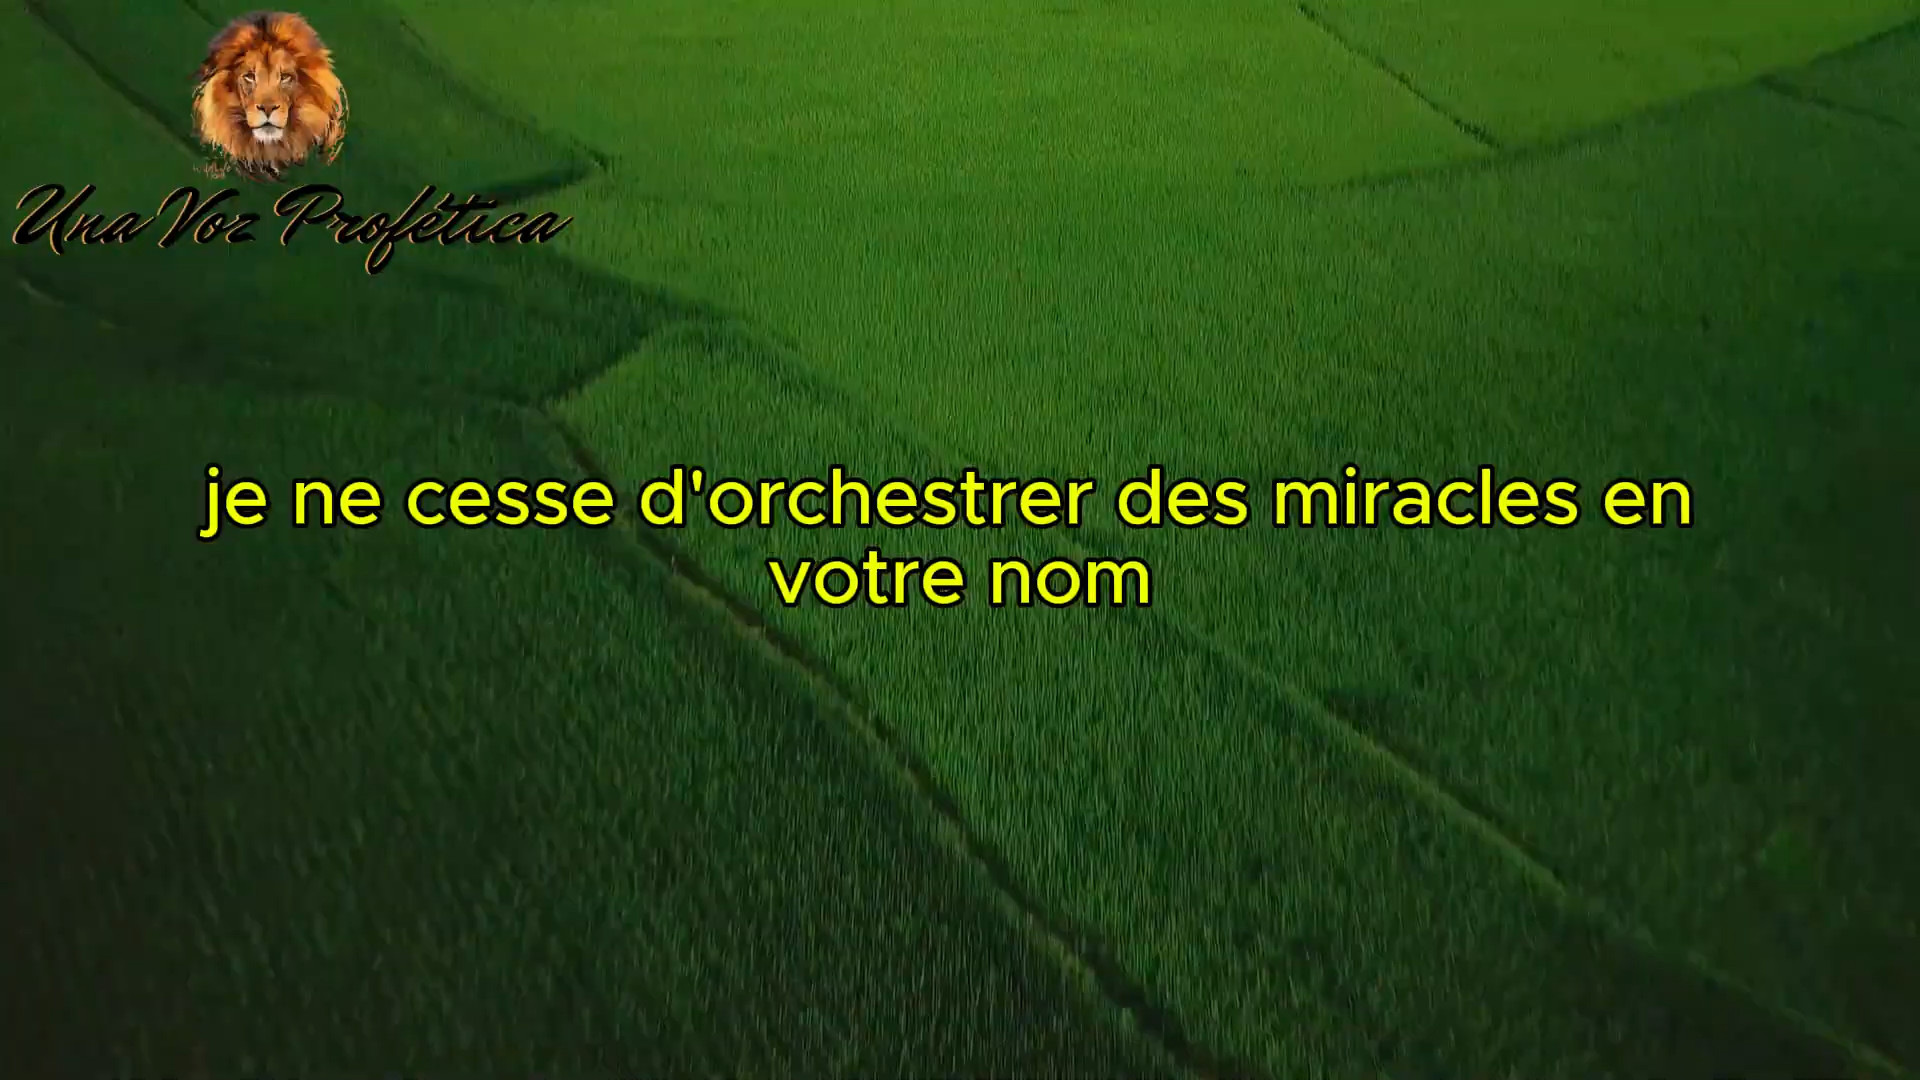 Una Voz Profética
je ne cesse d'orchestrer des miracles en
votre nom